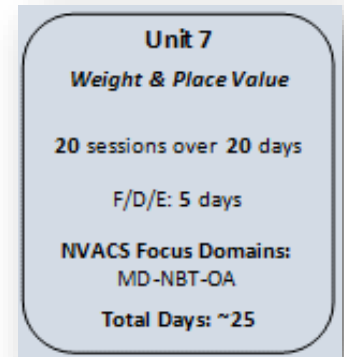 Unit 7
Weight & Place Value
20 sessions over 20 days
F/D/E: 5 days
NVACS Focus Domains:
MD-NBT-OA
Total Days: ~25